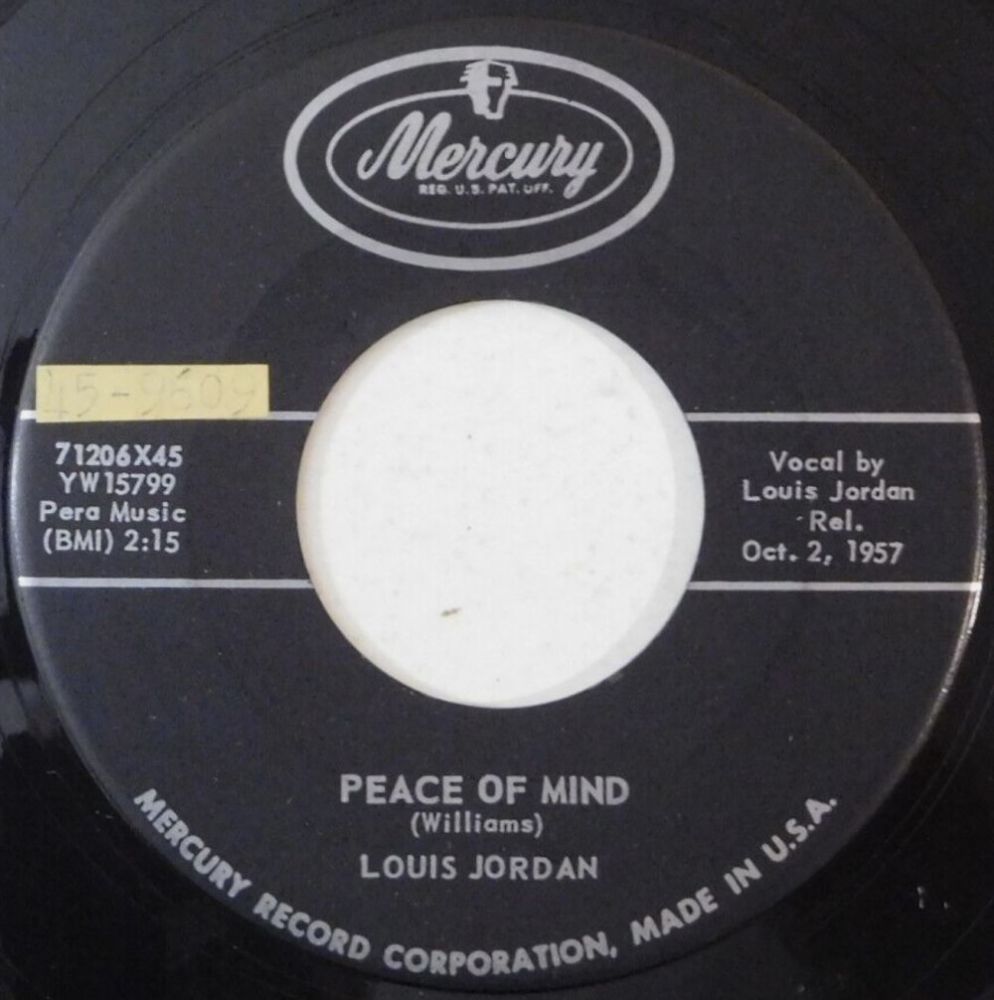 Mercury
REG. U.S. PAT. OFF.
45-9609
71206X45
YW15799
Pera Music
(BMI) 2:15
Vocal by
Louis Jordan
Rel.
Oct. 2, 1957
PEACE OF MIND
(Williams)
LOUIS JORDAN
MERCURY RECORD CORPORATION, MADE IN U.S.A.